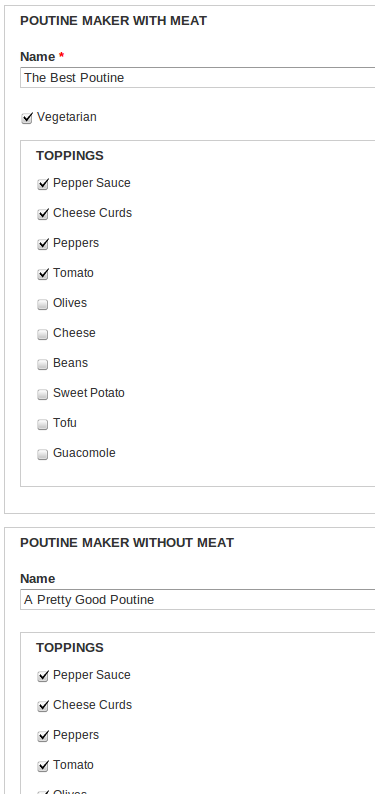 POUTINE MAKER WITH MEAT
Name *
The Best Poutine
Vegetarian
TOPPINGS
Pepper Sauce
Cheese Curds
Peppers
Tomato
Olives
Cheese
Beans
Sweet Potato
Tofu
Guacomole
POUTINE MAKER WITHOUT MEAT
Name
A Pretty Good Poutine
TOPPINGS
Pepper Sauce
Cheese Curds
Peppers
Tomato
Olives